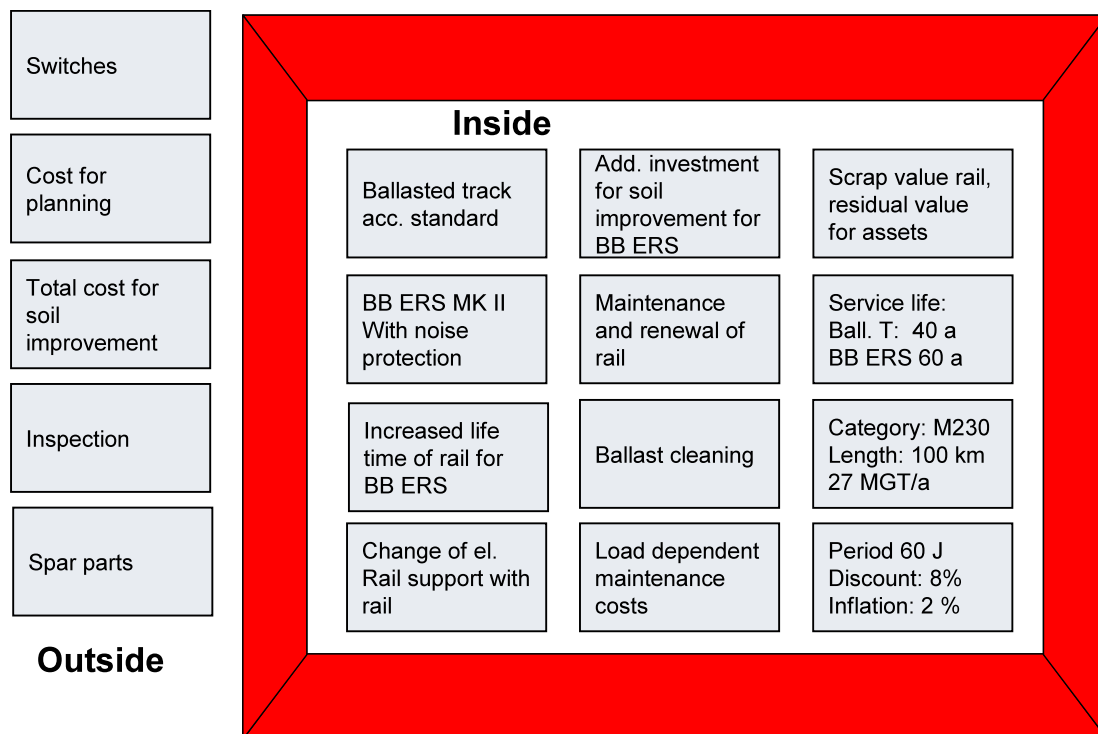 Switches
Cost for
planning
Total cost for
soil
improvement
Inspection
Spar parts
Outside
Inside
Ballasted track
acc. standard
Add. investment
for soil
improvement for
BB ERS
Scrap value rail,
residual value
for assets
BB ERS MK II
With noise
protection
Maintenance
and renewal of
rail
Service life:
Ball. T:  40 a
BB ERS 60 a
Increased life
time of rail for
BB ERS
Ballast cleaning
Category: M230
Length: 100 km
27 MGT/a
Change of el.
Rail support with
rail
Load dependent
maintenance
costs
Period 60 J
Discount: 8%
Inflation: 2 %